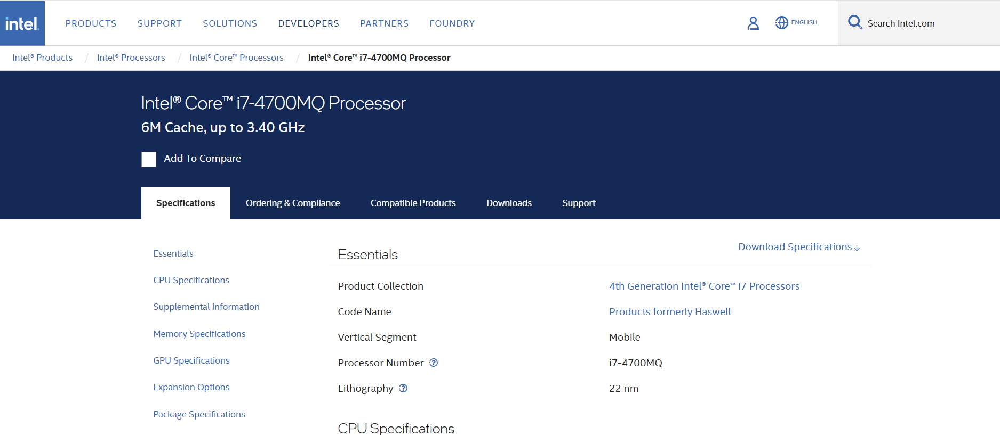 intel.
PRODUCTS SUPPORT SOLUTIONS DEVELOPERS PARTNERS FOUNDRY ENGLISH Search Intel.com
Intel® Products / Intel® Processors / Intel® Core™ Processors / Intel® Core™ i7-4700MQ Processor
Intel® Core™ i7-4700MQ Processor
6M Cache, up to 3.40 GHz
Add To Compare
Specifications Ordering & Compliance Compatible Products Downloads Support
Essentials
CPU Specifications
Supplemental Information
Memory Specifications
GPU Specifications
Expansion Options
Package Specifications
Essentials Download Specifications↓
Product Collection 4th Generation Intel® Core™ i7 Processors
Code Name Products formerly Haswell
Vertical Segment Mobile
Processor Number ? i7-4700MQ
Lithography ? 22 nm
CPU Specifications